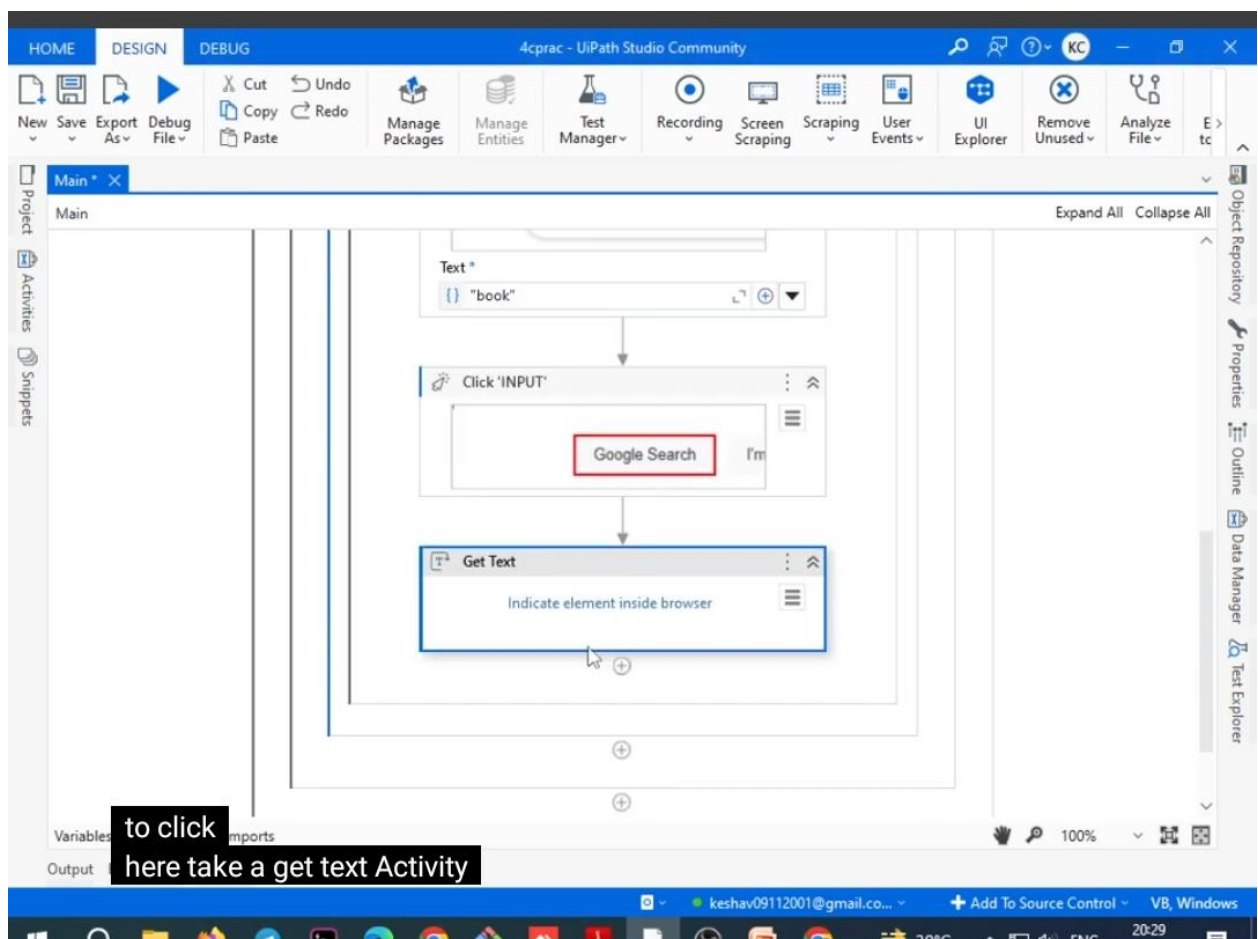 HOME DESIGN DEBUG 4cprac - UiPath Studio Community KC
New Save Export As Debug File
Cut Undo
Copy Redo
Paste
Manage Packages
Manage Entities
Test Manager
Recording
Screen Scraping
Scraping
User Events
UI Explorer
Remove Unused
Analyze File
Main *
Main Expand All Collapse All
Project
Activities
Snippets
Object Repository
Properties
Outline
Data Manager
Test Explorer
Text *
{} "book"
Click 'INPUT'
Google Search I'm
Get Text
Indicate element inside browser
Variables mports 100%
Output
to click
here take a get text Activity
keshav09112001@gmail.co... Add To Source Control VB, Windows
ENG 20:29